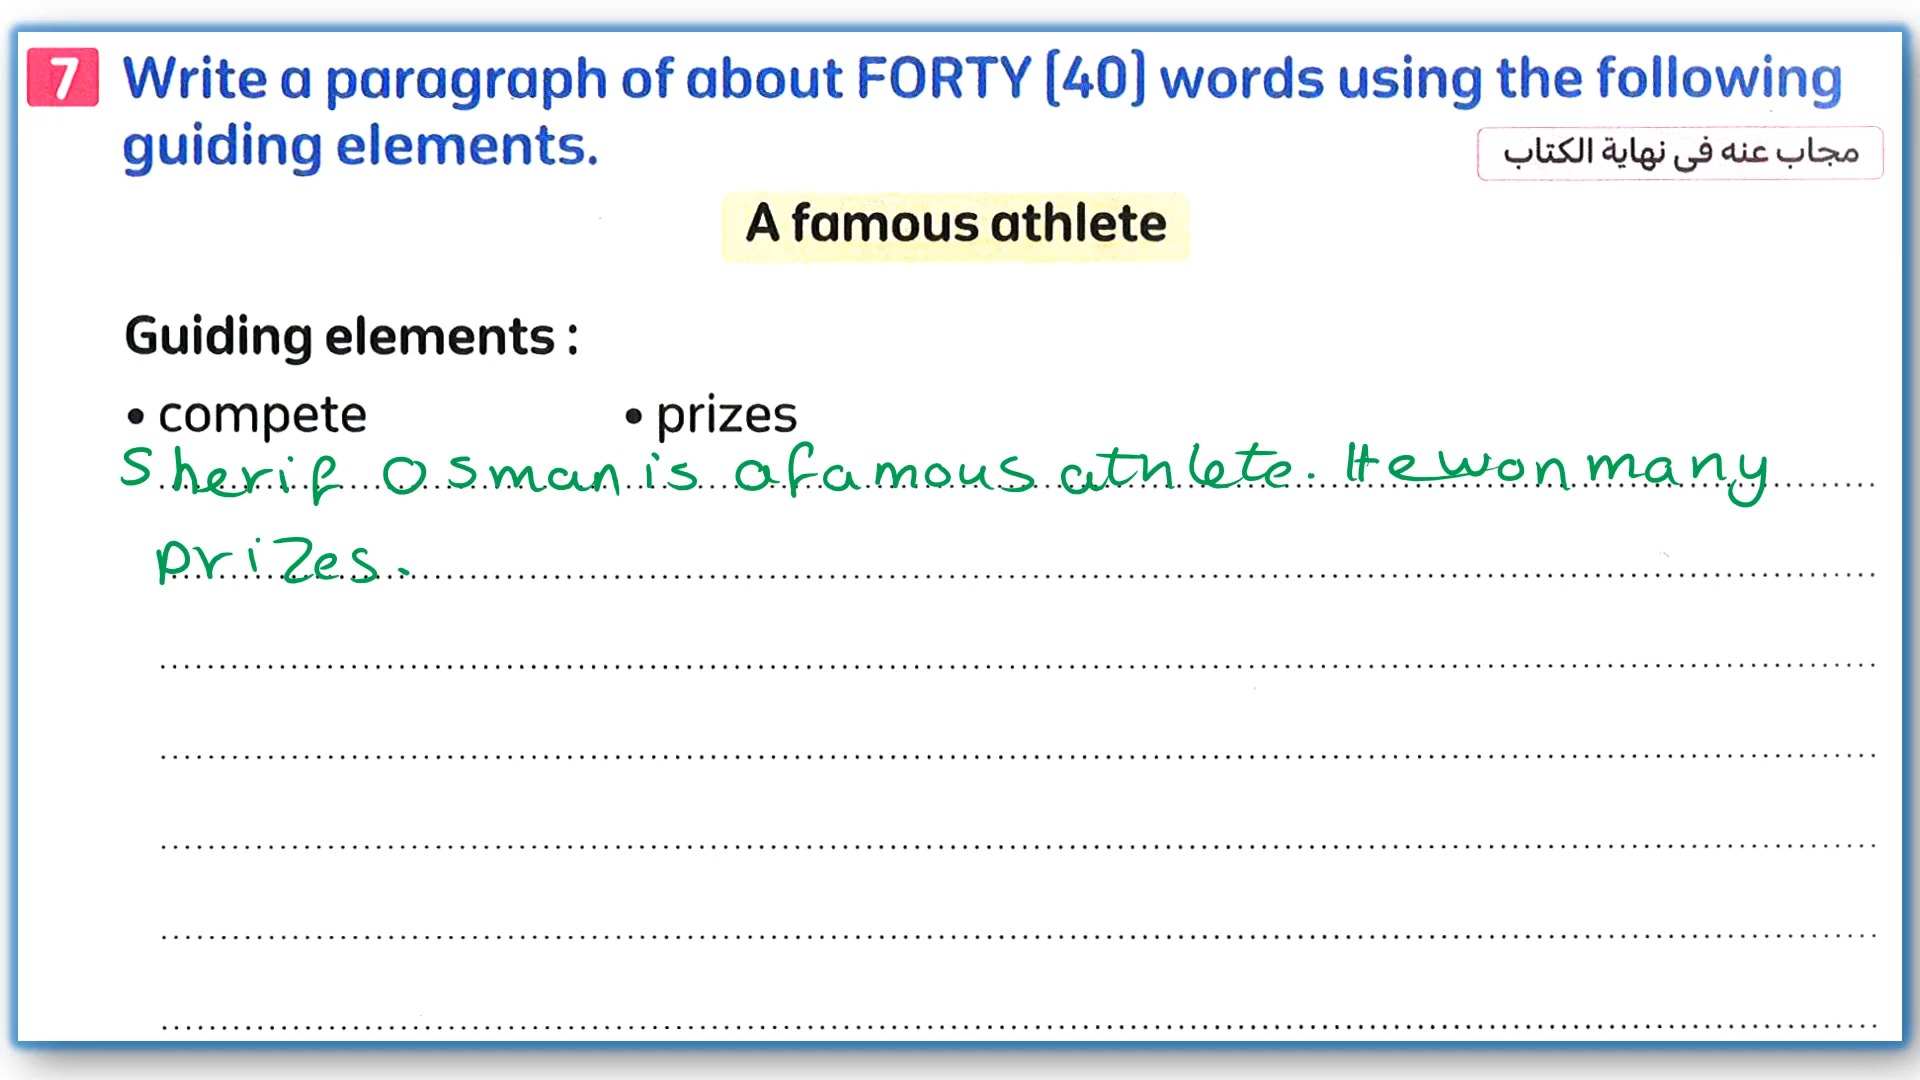 7 Write a paragraph of about FORTY (40) words using the following
guiding elements.
مجاب عنه فى نهاية الكتاب
A famous athlete
Guiding elements :
• compete • prizes
Sherif Osman is a famous athlete. He won many
prizes.